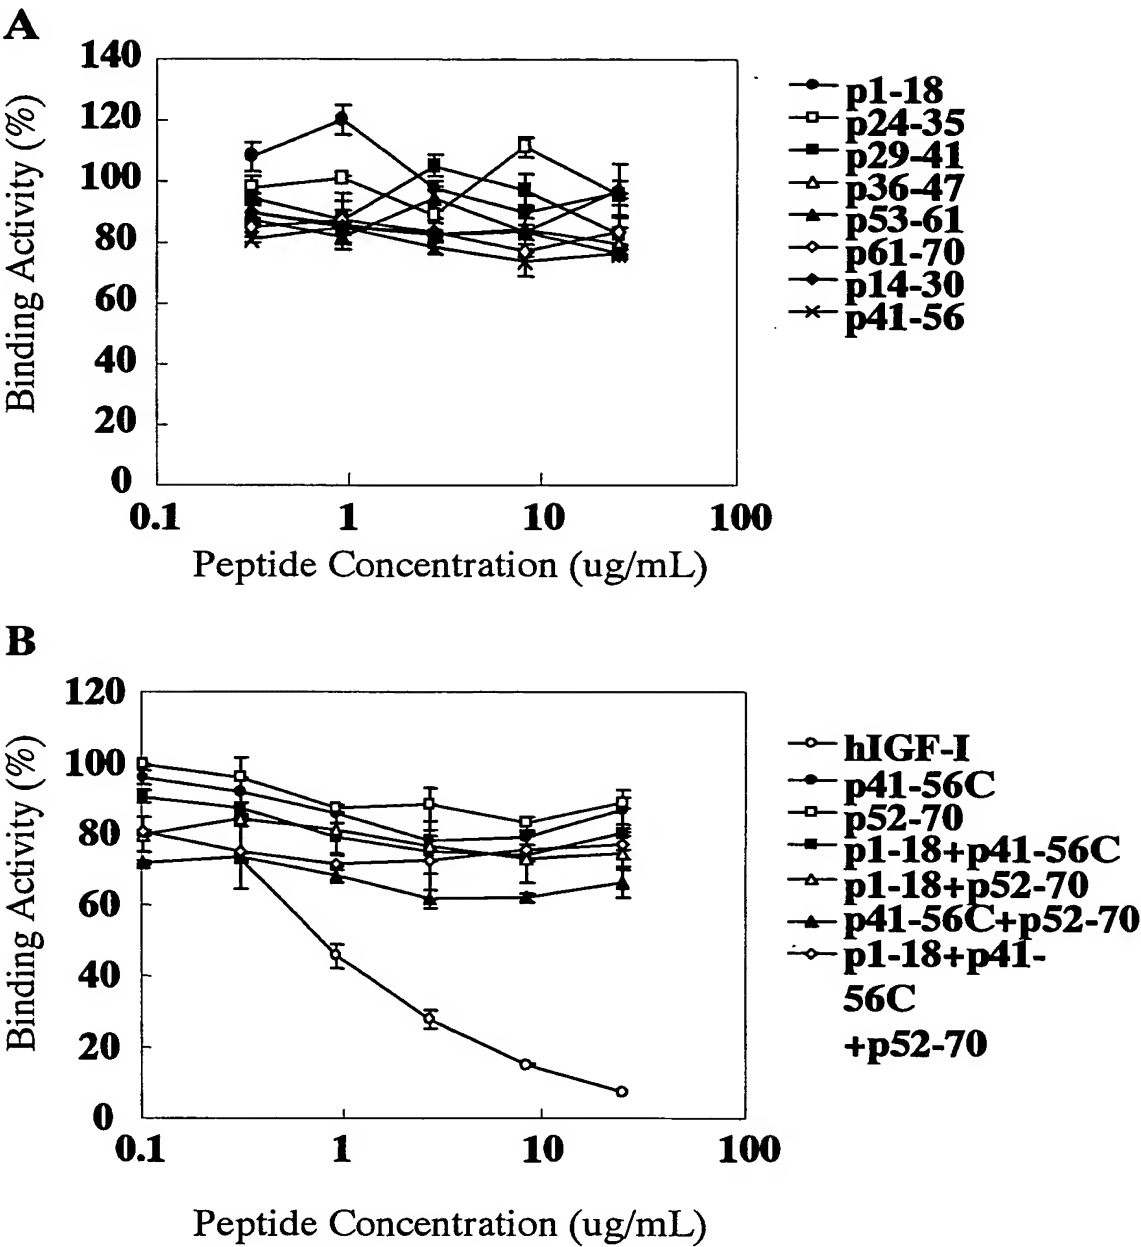 A
140
120
100
80
60
40
20
0
Binding Activity (%)
0.1 1 10 100
Peptide Concentration (ug/mL)
p1-18
p24-35
p29-41
p36-47
p53-61
p61-70
p14-30
p41-56
B
120
100
80
60
40
20
0
Binding Activity (%)
0.1 1 10 100
Peptide Concentration (ug/mL)
hIGF-I
p41-56C
p52-70
p1-18+p41-56C
p1-18+p52-70
p41-56C+p52-70
p1-18+p41-
56C
+p52-70